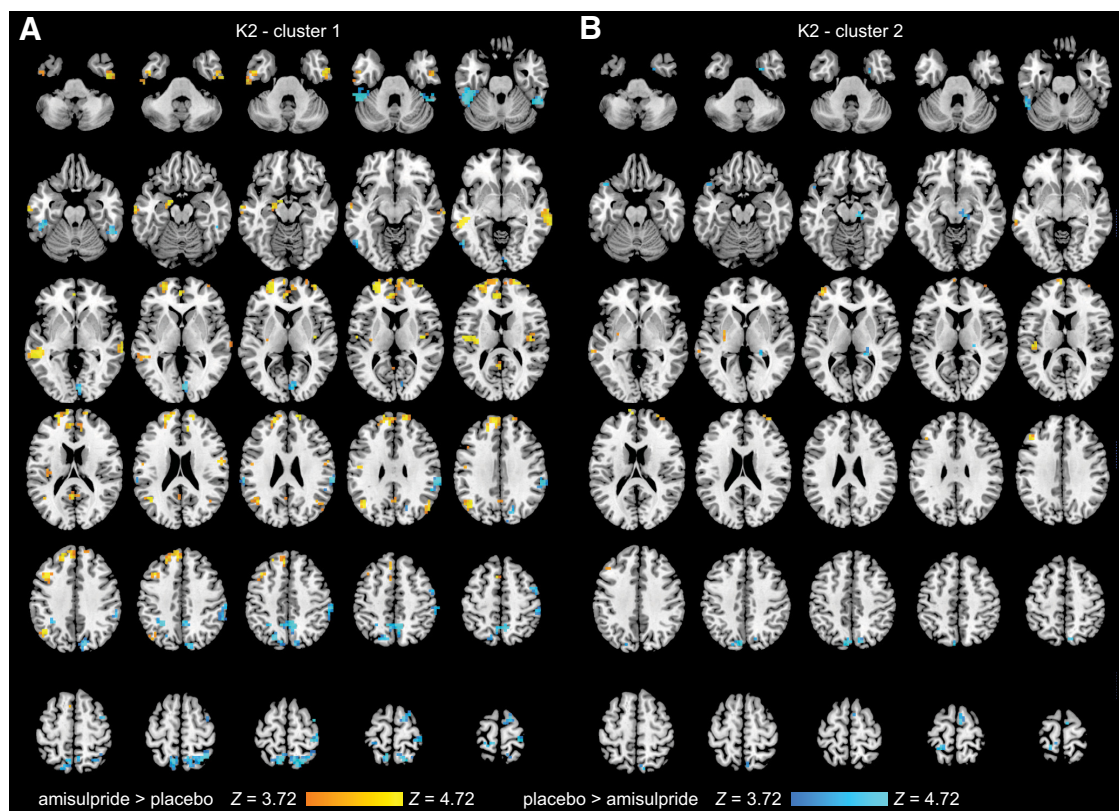 A
K2 - cluster 1
B
K2 - cluster 2
amisulpride > placebo Z = 3.72 Z = 4.72
placebo > amisulpride Z = 3.72 Z = 4.72